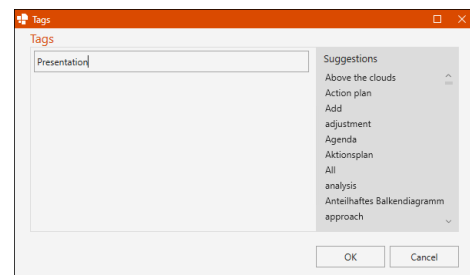 Tags
Tags
Presentation
Suggestions
Above the clouds
Action plan
Add
adjustment
Agenda
Aktionsplan
All
analysis
Anteilhaftes Balkendiagramm
approach
OK
Cancel